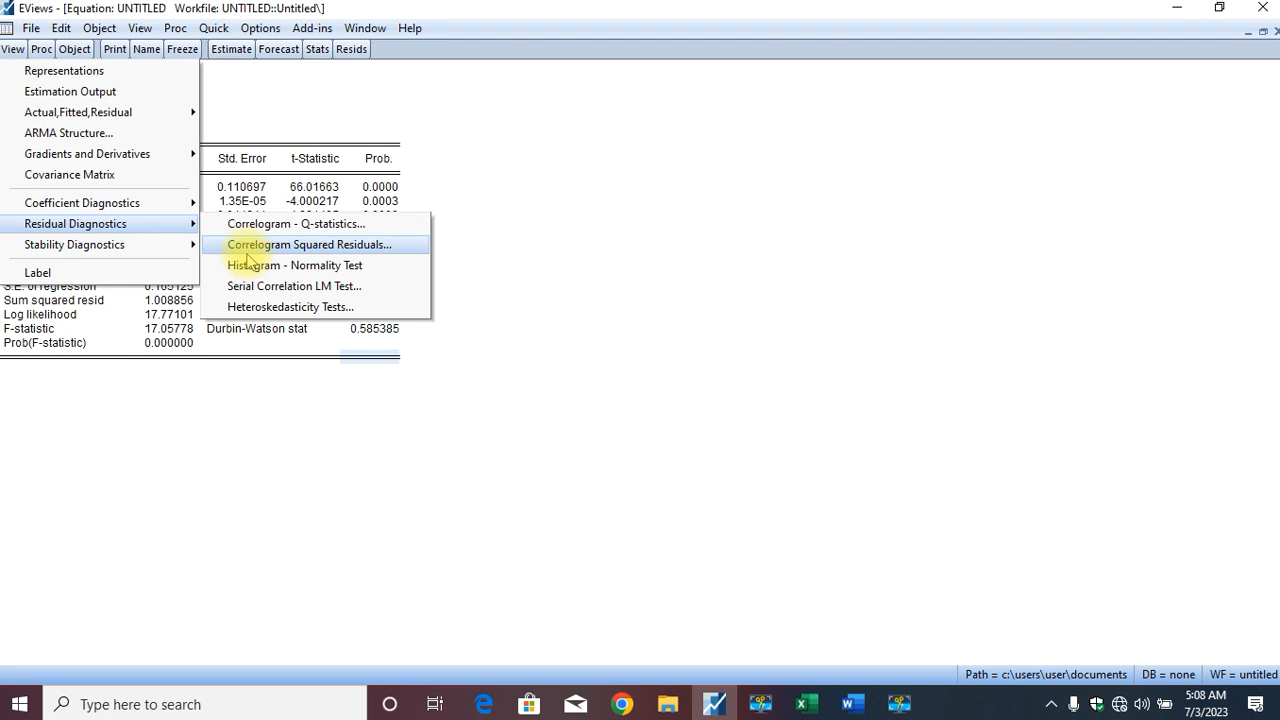 EViews - [Equation: UNTITLED Workfile: UNTITLED::Untitled\]
File Edit Object View Proc Quick Options Add-ins Window Help
View Proc Object Print Name Freeze Estimate Forecast Stats Resids
Representations
Estimation Output
Actual,Fitted,Residual
ARMA Structure...
Gradients and Derivatives
Covariance Matrix
Coefficient Diagnostics
Residual Diagnostics
Stability Diagnostics
Label
Std. Error t-Statistic Prob.
0.110697 66.01663 0.0000
1.35E-05 -4.000217 0.0003
Correlogram - Q-statistics...
Correlogram Squared Residuals...
Histogram - Normality Test
Serial Correlation LM Test...
Heteroskedasticity Tests...
S.E. of regression 0.165125
Sum squared resid 1.008856
Log likelihood 17.77101
F-statistic 17.05778 Durbin-Watson stat 0.585385
Prob(F-statistic) 0.000000
Path = c:\users\user\documents DB = none WF = untitled
Type here to search
5:08 AM
7/3/2023